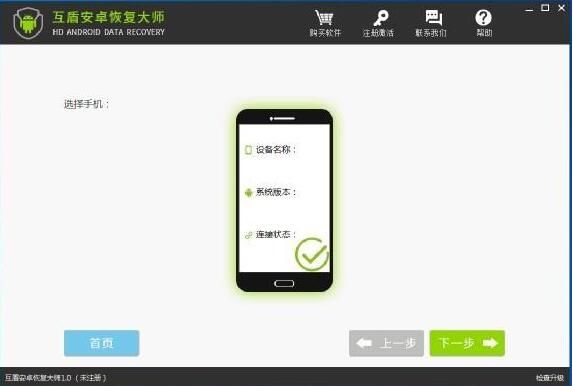 互盾安卓恢复大师
HD ANDROID DATA RECOVERY
购买软件
注册激活
联系我们
帮助
选择手机：
设备名称：
系统版本：
连接状态：
首页
上一步
下一步
互盾安卓恢复大师1.0（未注册）
检查升级